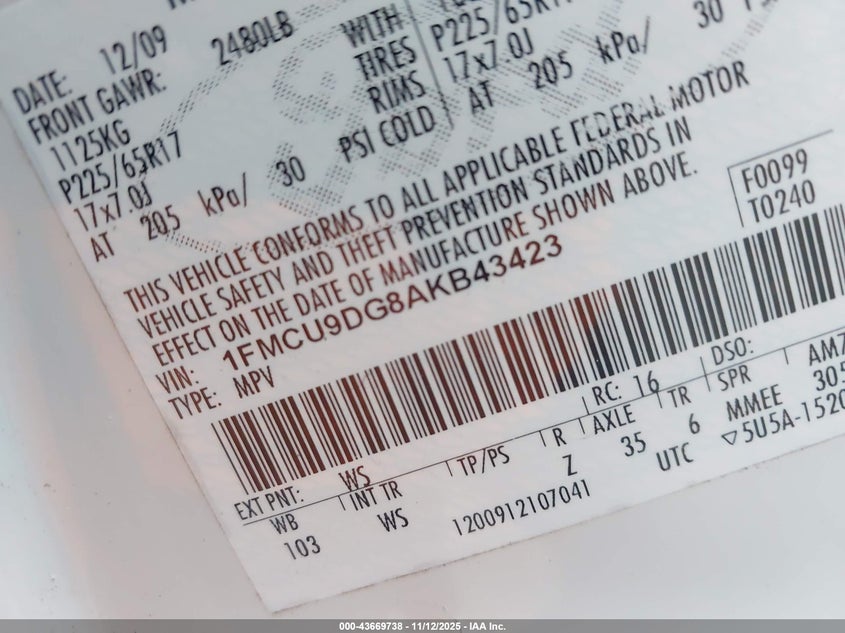 DATE: 12/09
FRONT GAWR: 2480LB
1125KG WITH
P225/65R17 TIRES P225/65R17
17x7.0J RIMS 17x7.0J
AT 205 kPa/ 30 PSI COLD AT 205 kPa/ 30
THIS VEHICLE CONFORMS TO ALL APPLICABLE FEDERAL MOTOR
VEHICLE SAFETY AND THEFT PREVENTION STANDARDS IN
EFFECT ON THE DATE OF MANUFACTURE SHOWN ABOVE.
VIN: 1FMCU9DG8AKB43423
TYPE: MPV
F0099
T0240
EXT PNT: WS RC: 16 DSO:
WB INT TR TP/PS R AXLE TR SPR
103 WS Z 35 6 MMEE
1200912107041 UTC ▽5U5A-1520
000-43669738 - 11/12/2025 - IAA Inc.